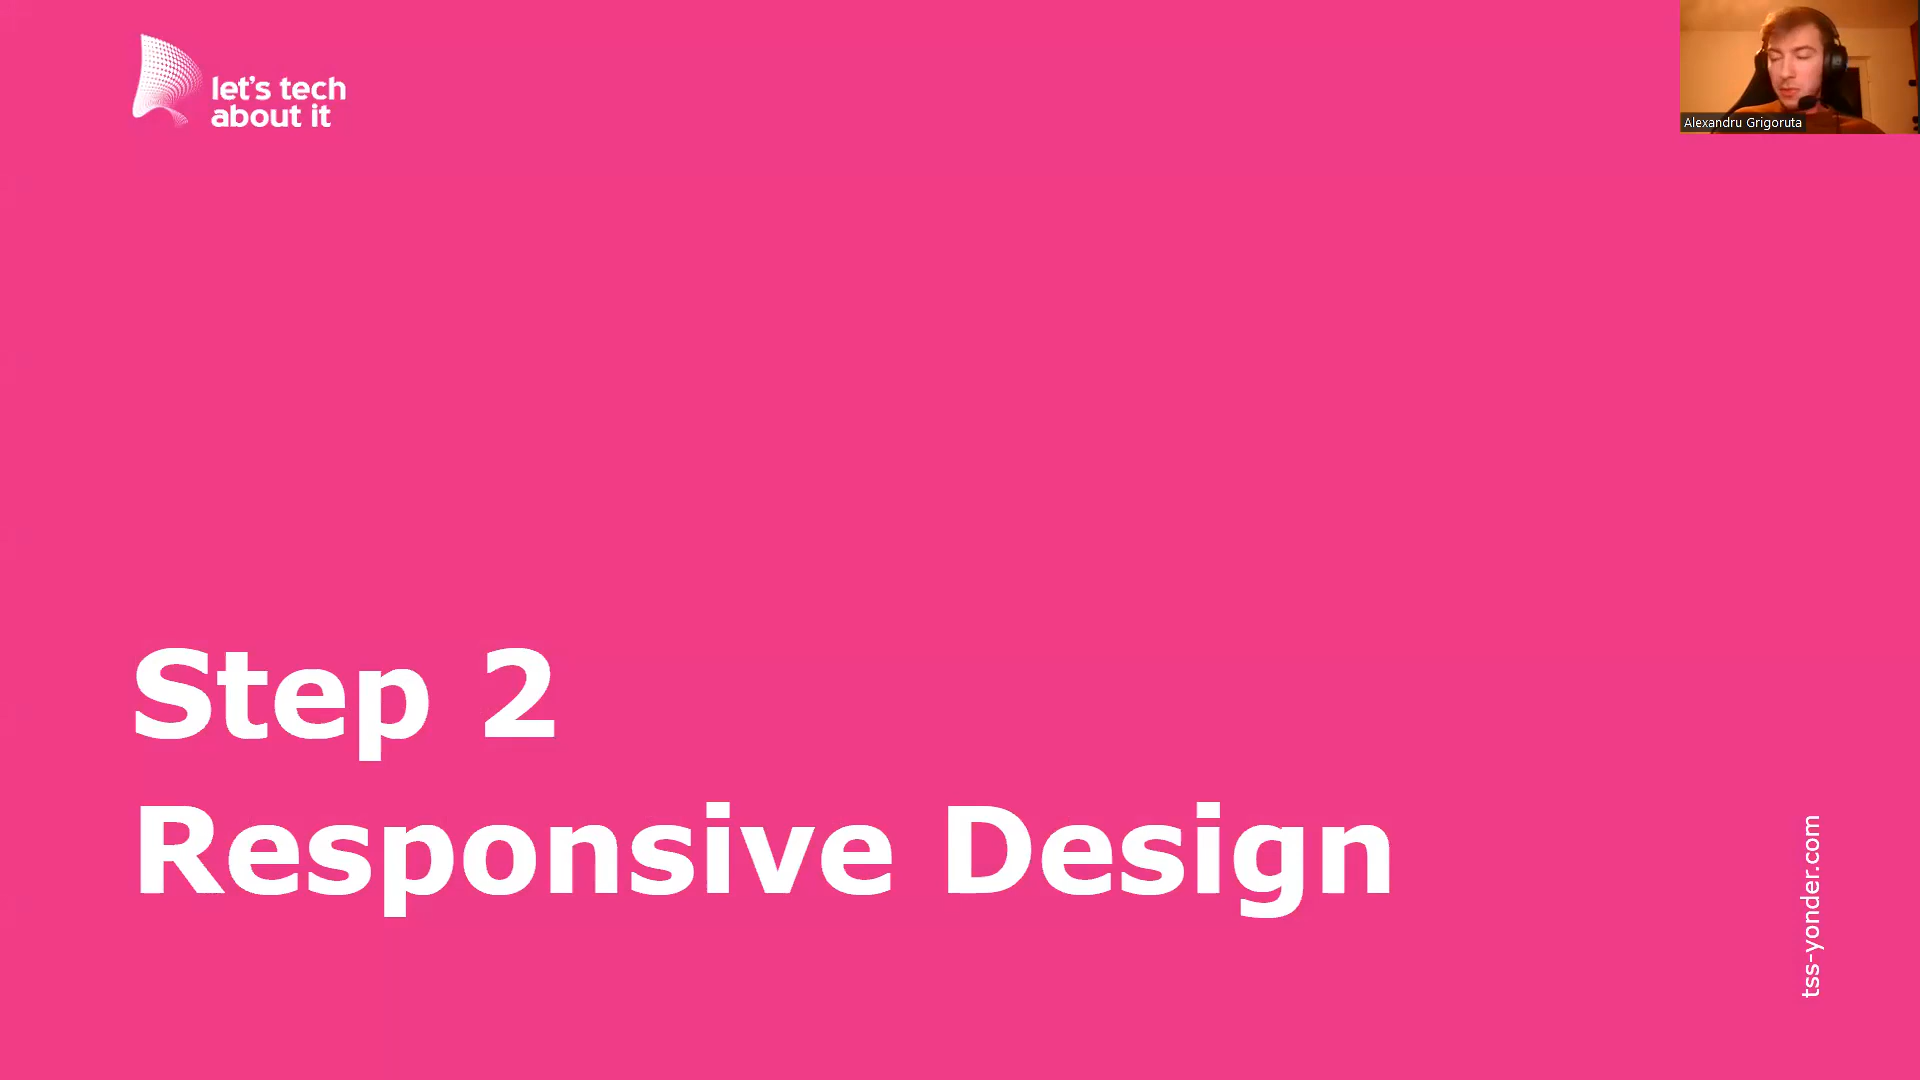 let's tech
about it
Alexandru Grigoruta
Step 2
Responsive Design
tss-yonder.com